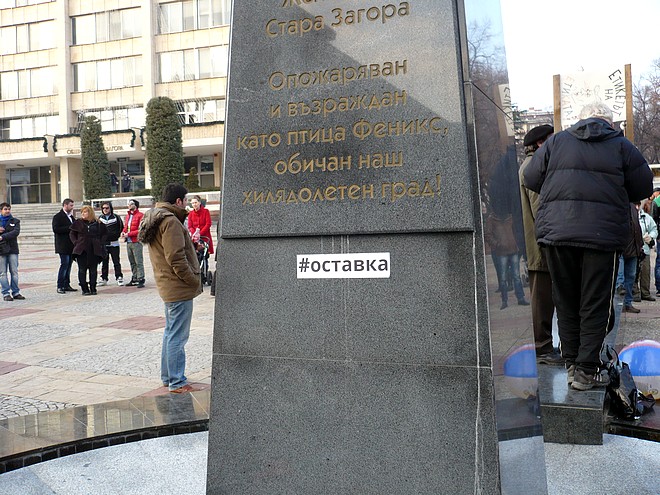 Стара Загора
Опожаряван
и възраждан
като птица Феникс,
обичан наш
хилядолетен град!
#оставка